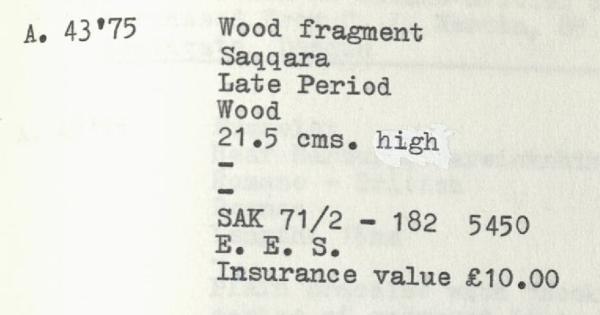 A. 43'75 Wood fragment
Saqqara
Late Period
Wood
21.5 cms. high
–
–
SAK 71/2 - 182 5450
E. E. S.
Insurance value £10.00